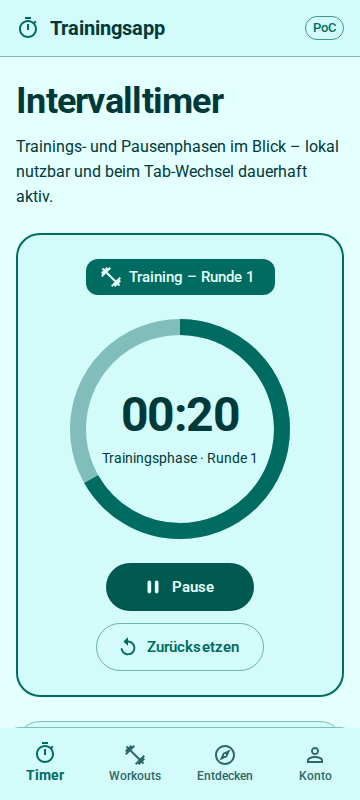 Trainingsapp
PoC
Intervalltimer
Trainings- und Pausenphasen im Blick – lokal
nutzbar und beim Tab-Wechsel dauerhaft
aktiv.
Training – Runde 1
00:20
Trainingsphase · Runde 1
Pause
Zurücksetzen
Timer
Workouts
Entdecken
Konto